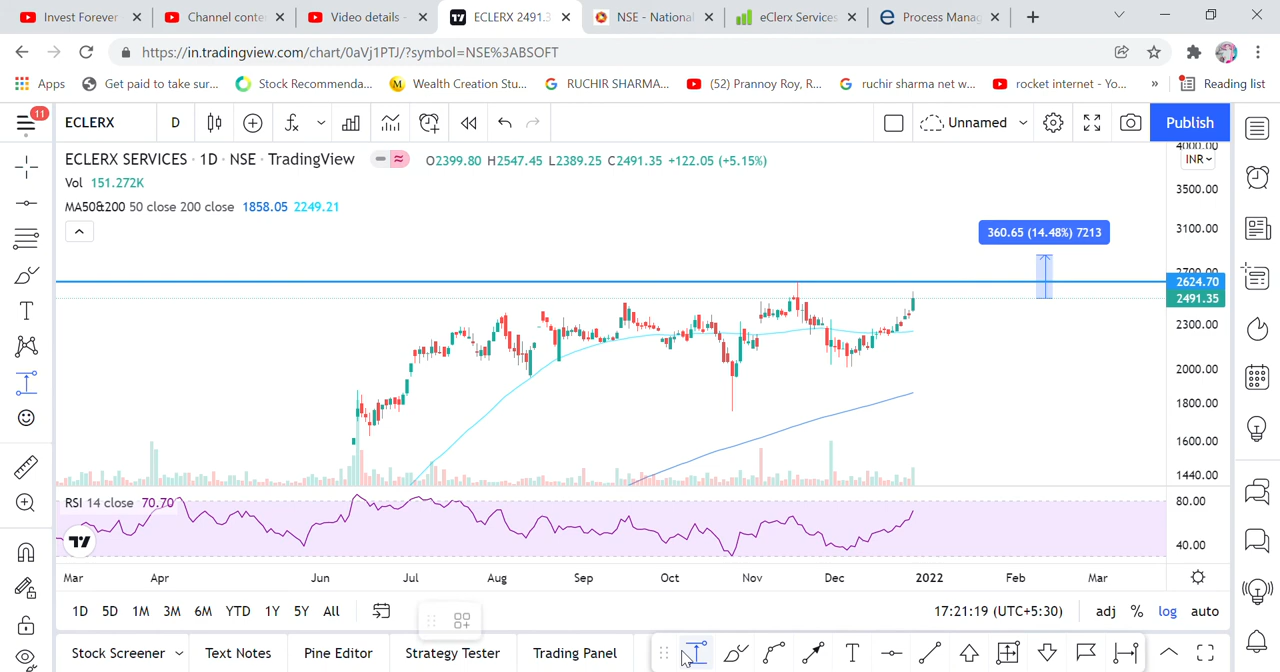 Invest Forever
Channel conte
Video details -
ECLERX 2491.3
NSE - National
eClerx Services
Process Manag
https://in.tradingview.com/chart/0aVj1PTJ/?symbol=NSE%3ABSOFT
Apps
Get paid to take sur...
Stock Recommenda...
Wealth Creation Stu...
RUCHIR SHARMA...
(52) Prannoy Roy, R...
ruchir sharma net w...
rocket internet - Yo...
»
Reading list
11
ECLERX
D
Unnamed
Publish
ECLERX SERVICES · 1D · NSE · TradingView
O2399.80 H2547.45 L2389.25 C2491.35 +122.05 (+5.15%)
4000.00
INR
Vol 151.272K
3500.00
MA50&200 50 close 200 close 1858.05 2249.21
3100.00
360.65 (14.48%) 7213
2700.00
2624.70
2491.35
2300.00
2000.00
1800.00
1600.00
1440.00
RSI 14 close 70.70
80.00
40.00
Mar Apr Jun Jul Aug Sep Oct Nov Dec 2022 Feb Mar
1D 5D 1M 3M 6M YTD 1Y 5Y All
17:21:19 (UTC+5:30)
adj % log auto
Stock Screener
Text Notes
Pine Editor
Strategy Tester
Trading Panel